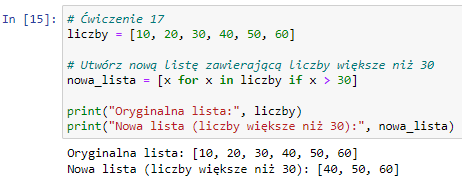 In [15]: # Ćwiczenie 17
liczby = [10, 20, 30, 40, 50, 60]
# Utwórz nową listę zawierającą liczby większe niż 30
nowa_lista = [x for x in liczby if x > 30]
print("Oryginalna lista:", liczby)
print("Nowa lista (liczby większe niż 30):", nowa_lista)
Oryginalna lista: [10, 20, 30, 40, 50, 60]
Nowa lista (liczby większe niż 30): [40, 50, 60]